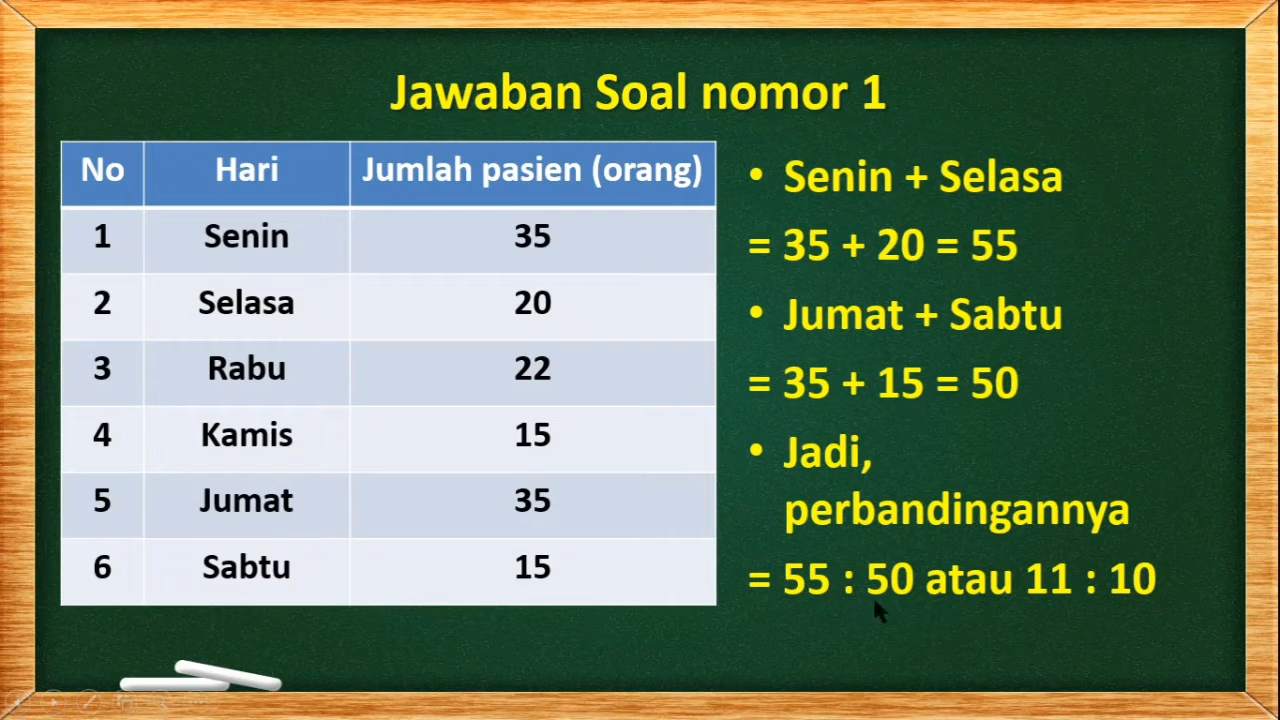 Jawaban Soal nomor 1
No Hari Jumlah pasien (orang)
1 Senin 35
2 Selasa 20
3 Rabu 22
4 Kamis 15
5 Jumat 35
6 Sabtu 15
• Senin + Selasa
= 35 + 20 = 55
• Jumat + Sabtu
= 35 + 15 = 50
• Jadi,
perbandingannya
= 55 : 50 atau 11 : 10